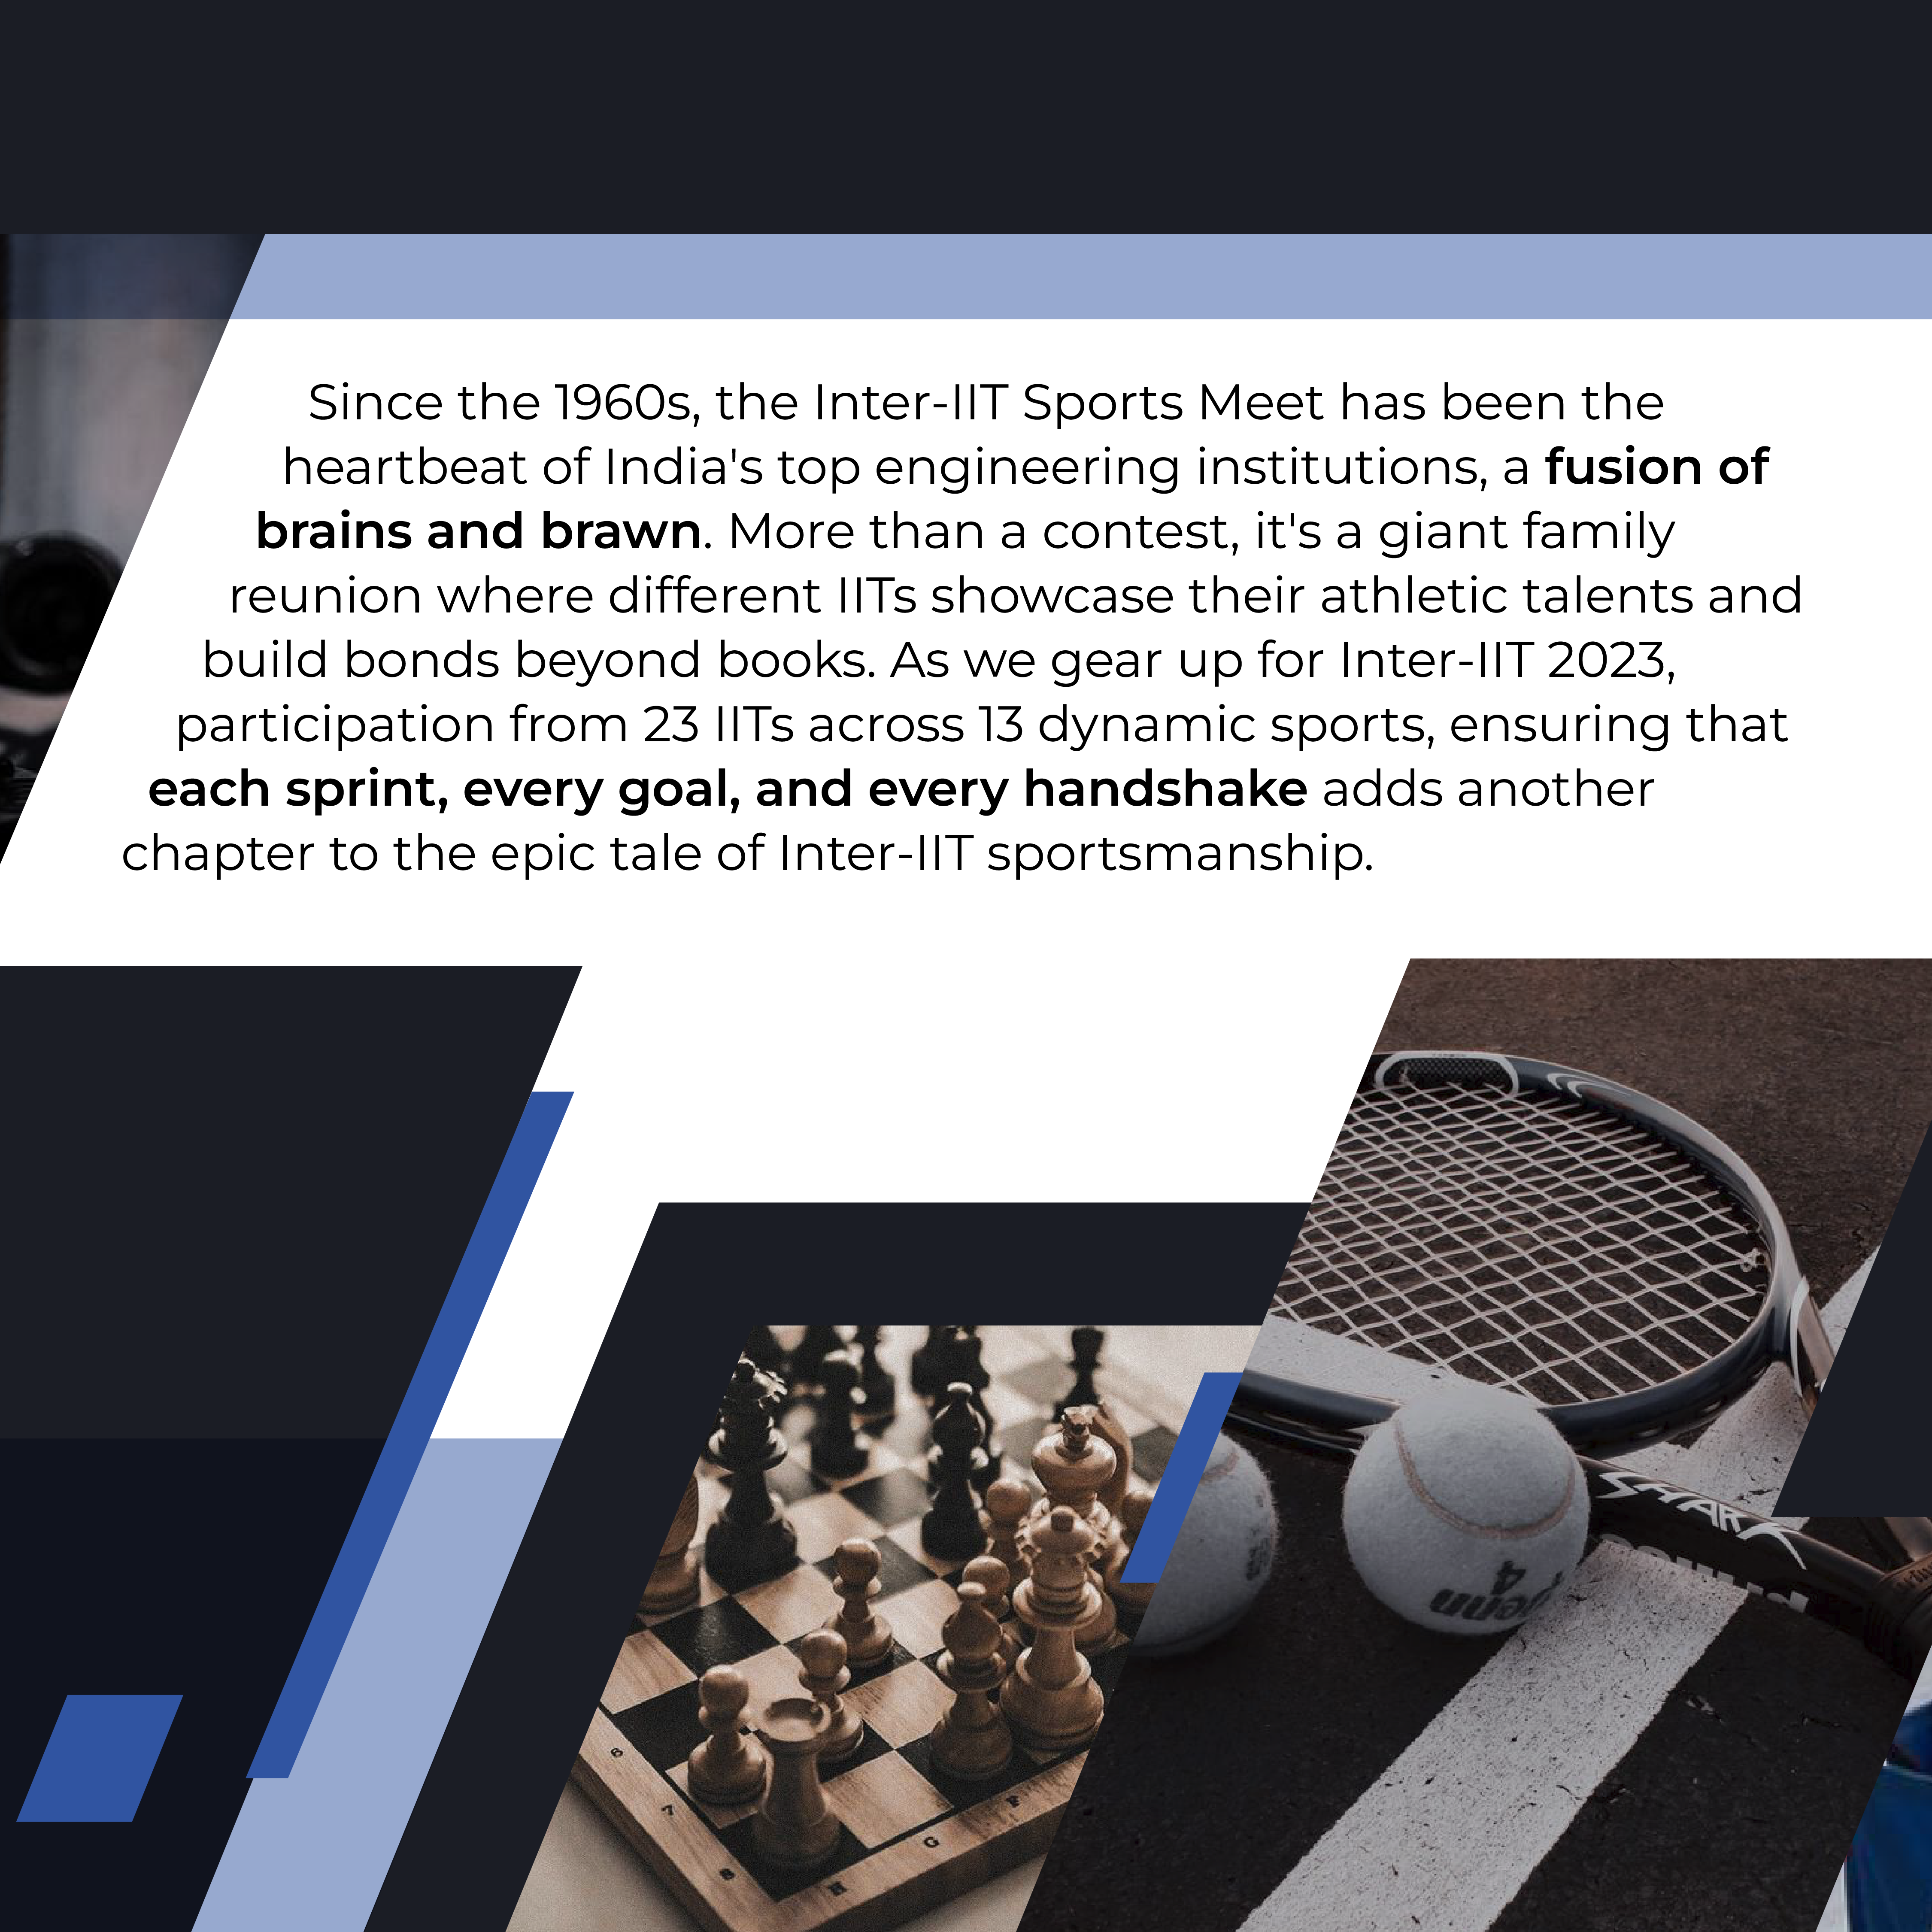 Since the 1960s, the Inter-IIT Sports Meet has been the
heartbeat of India's top engineering institutions, a fusion of
brains and brawn. More than a contest, it's a giant family
reunion where different IITs showcase their athletic talents and
build bonds beyond books. As we gear up for Inter-IIT 2023,
participation from 23 IITs across 13 dynamic sports, ensuring that
each sprint, every goal, and every handshake adds another
chapter to the epic tale of Inter-IIT sportsmanship.
SHARK
Penn
4
6
7
8
H
G
F